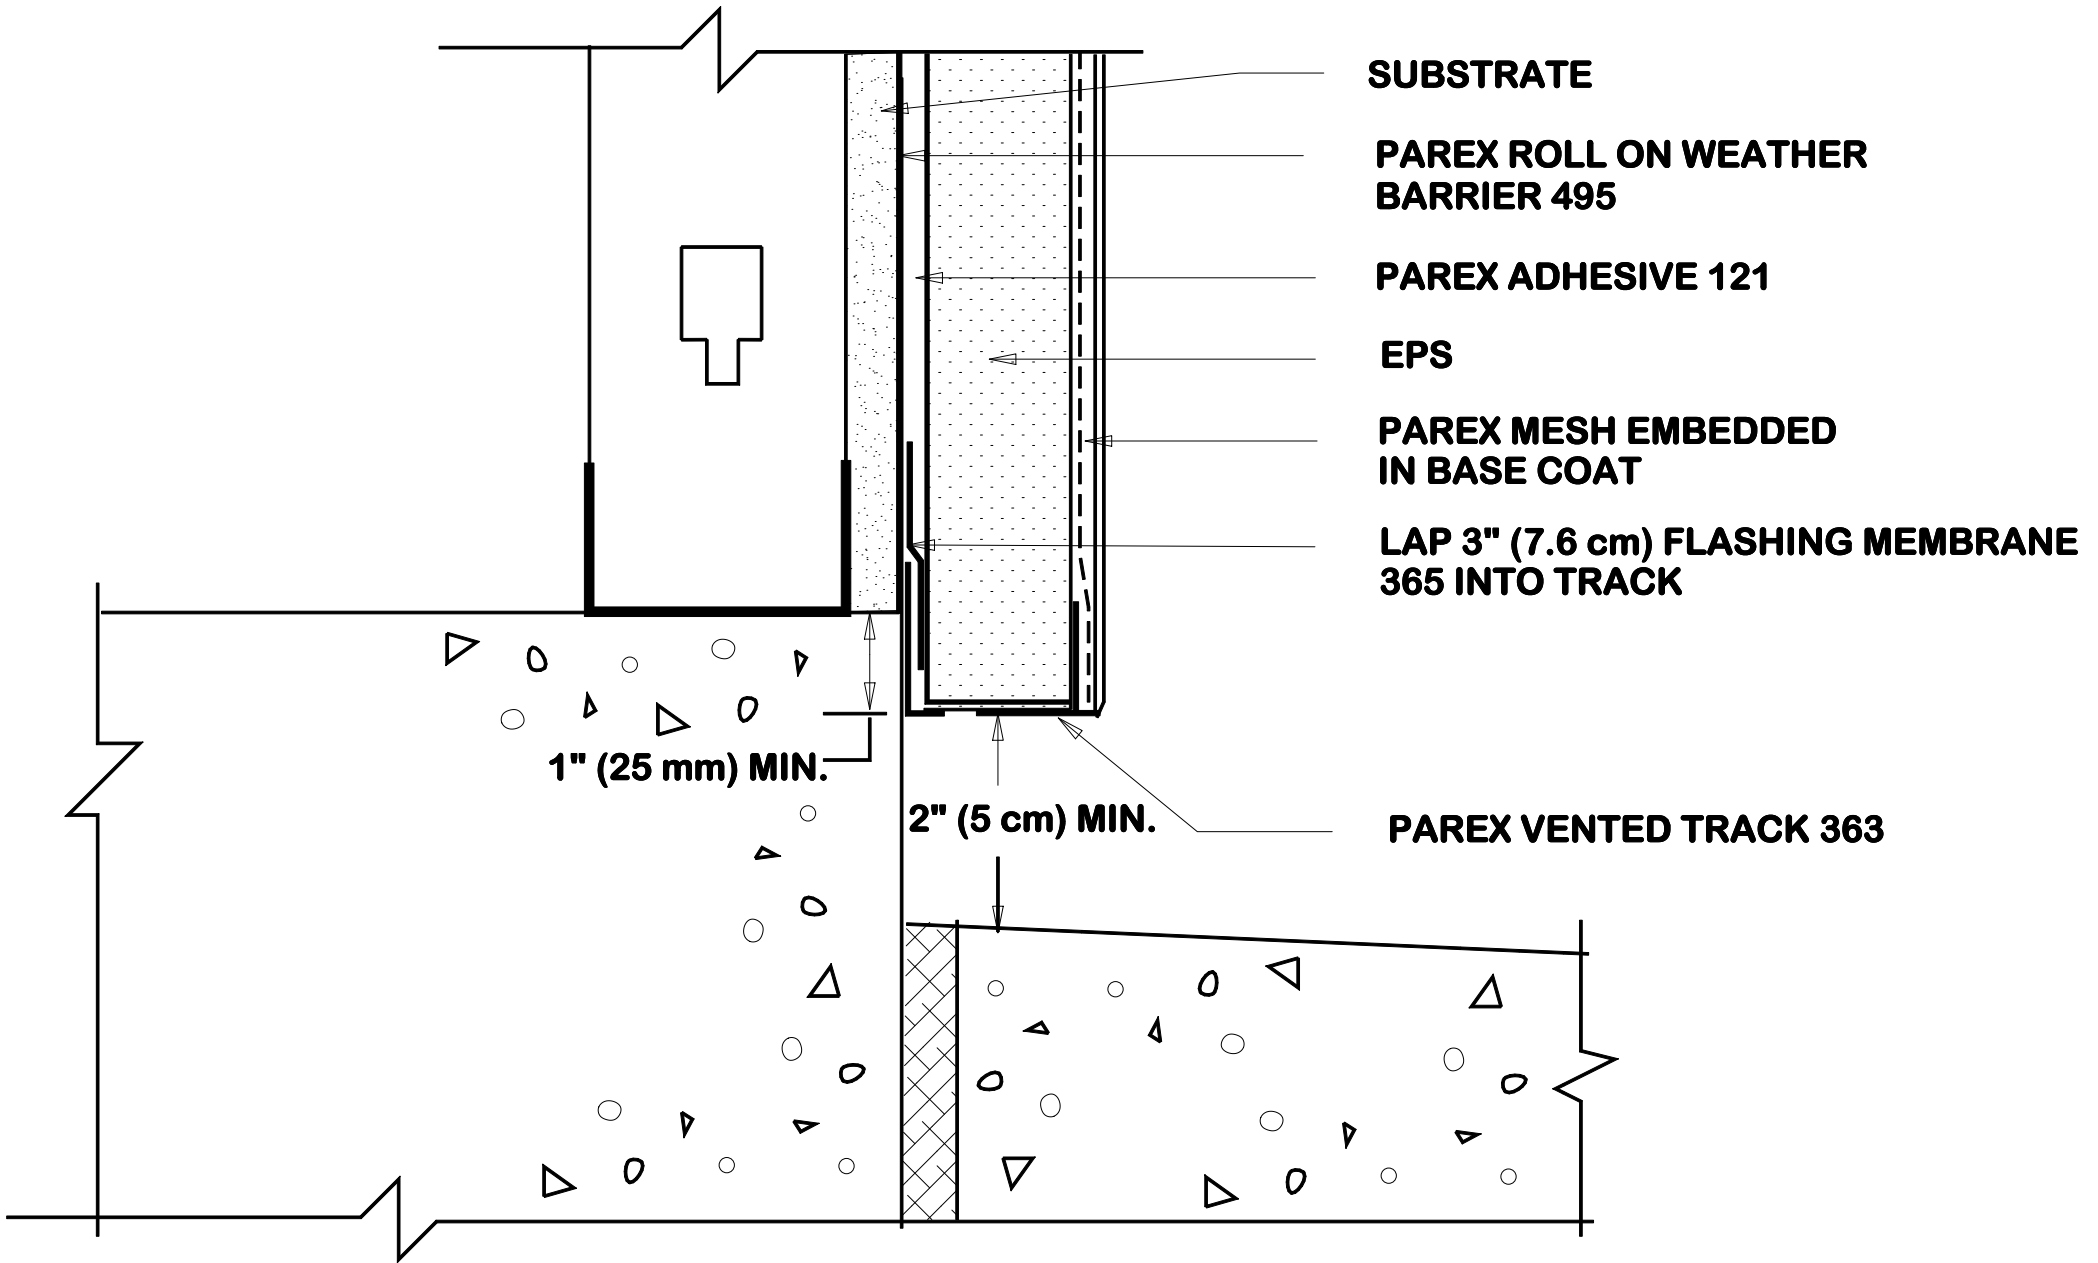 SUBSTRATE
PAREX ROLL ON WEATHER
BARRIER 495
PAREX ADHESIVE 121
EPS
PAREX MESH EMBEDDED
IN BASE COAT
LAP 3" (7.6 cm) FLASHING MEMBRANE
365 INTO TRACK
1" (25 mm) MIN.
2" (5 cm) MIN.
PAREX VENTED TRACK 363